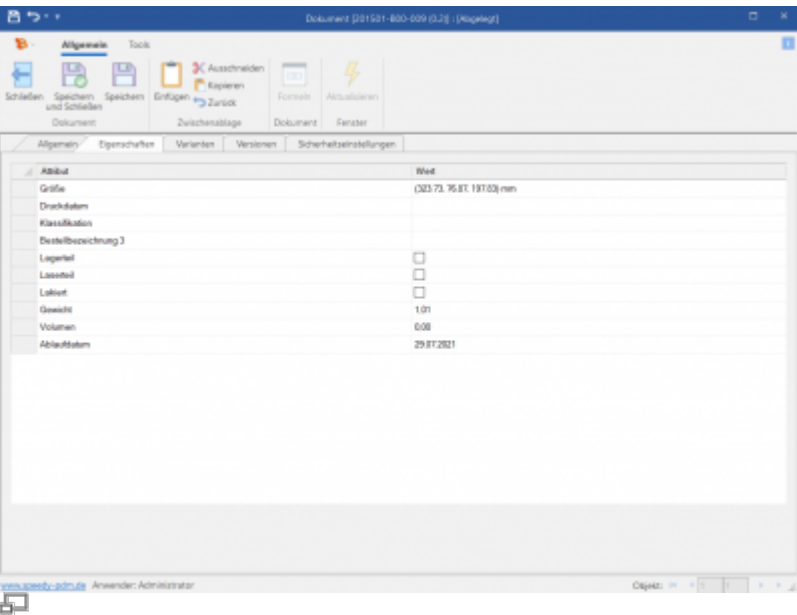 Dokument [201501-B00-009 (0.2)] : [Abgelegt]
Allgemein Tools
Schließen
Speichern und Schließen
Speichern
Einfügen
Ausschneiden
Kopieren
Zurück
Formeln
Aktualisieren
Dokument Zwischenablage Dokument Fenster
Allgemein Eigenschaften Varianten Versionen Sicherheitseinstellungen
Attribut Wert
Größe (323.73, 76.87, 197.83) mm
Druckdatum
Klassifikation
Bestellbezeichnung 3
Lagerteil
Laserteil
Lakiert
Gewicht 1,01
Volumen 0,00
Ablaufdatum 29.07.2021
www.speedy-pdm.de Anwender: Administrator Objekt: